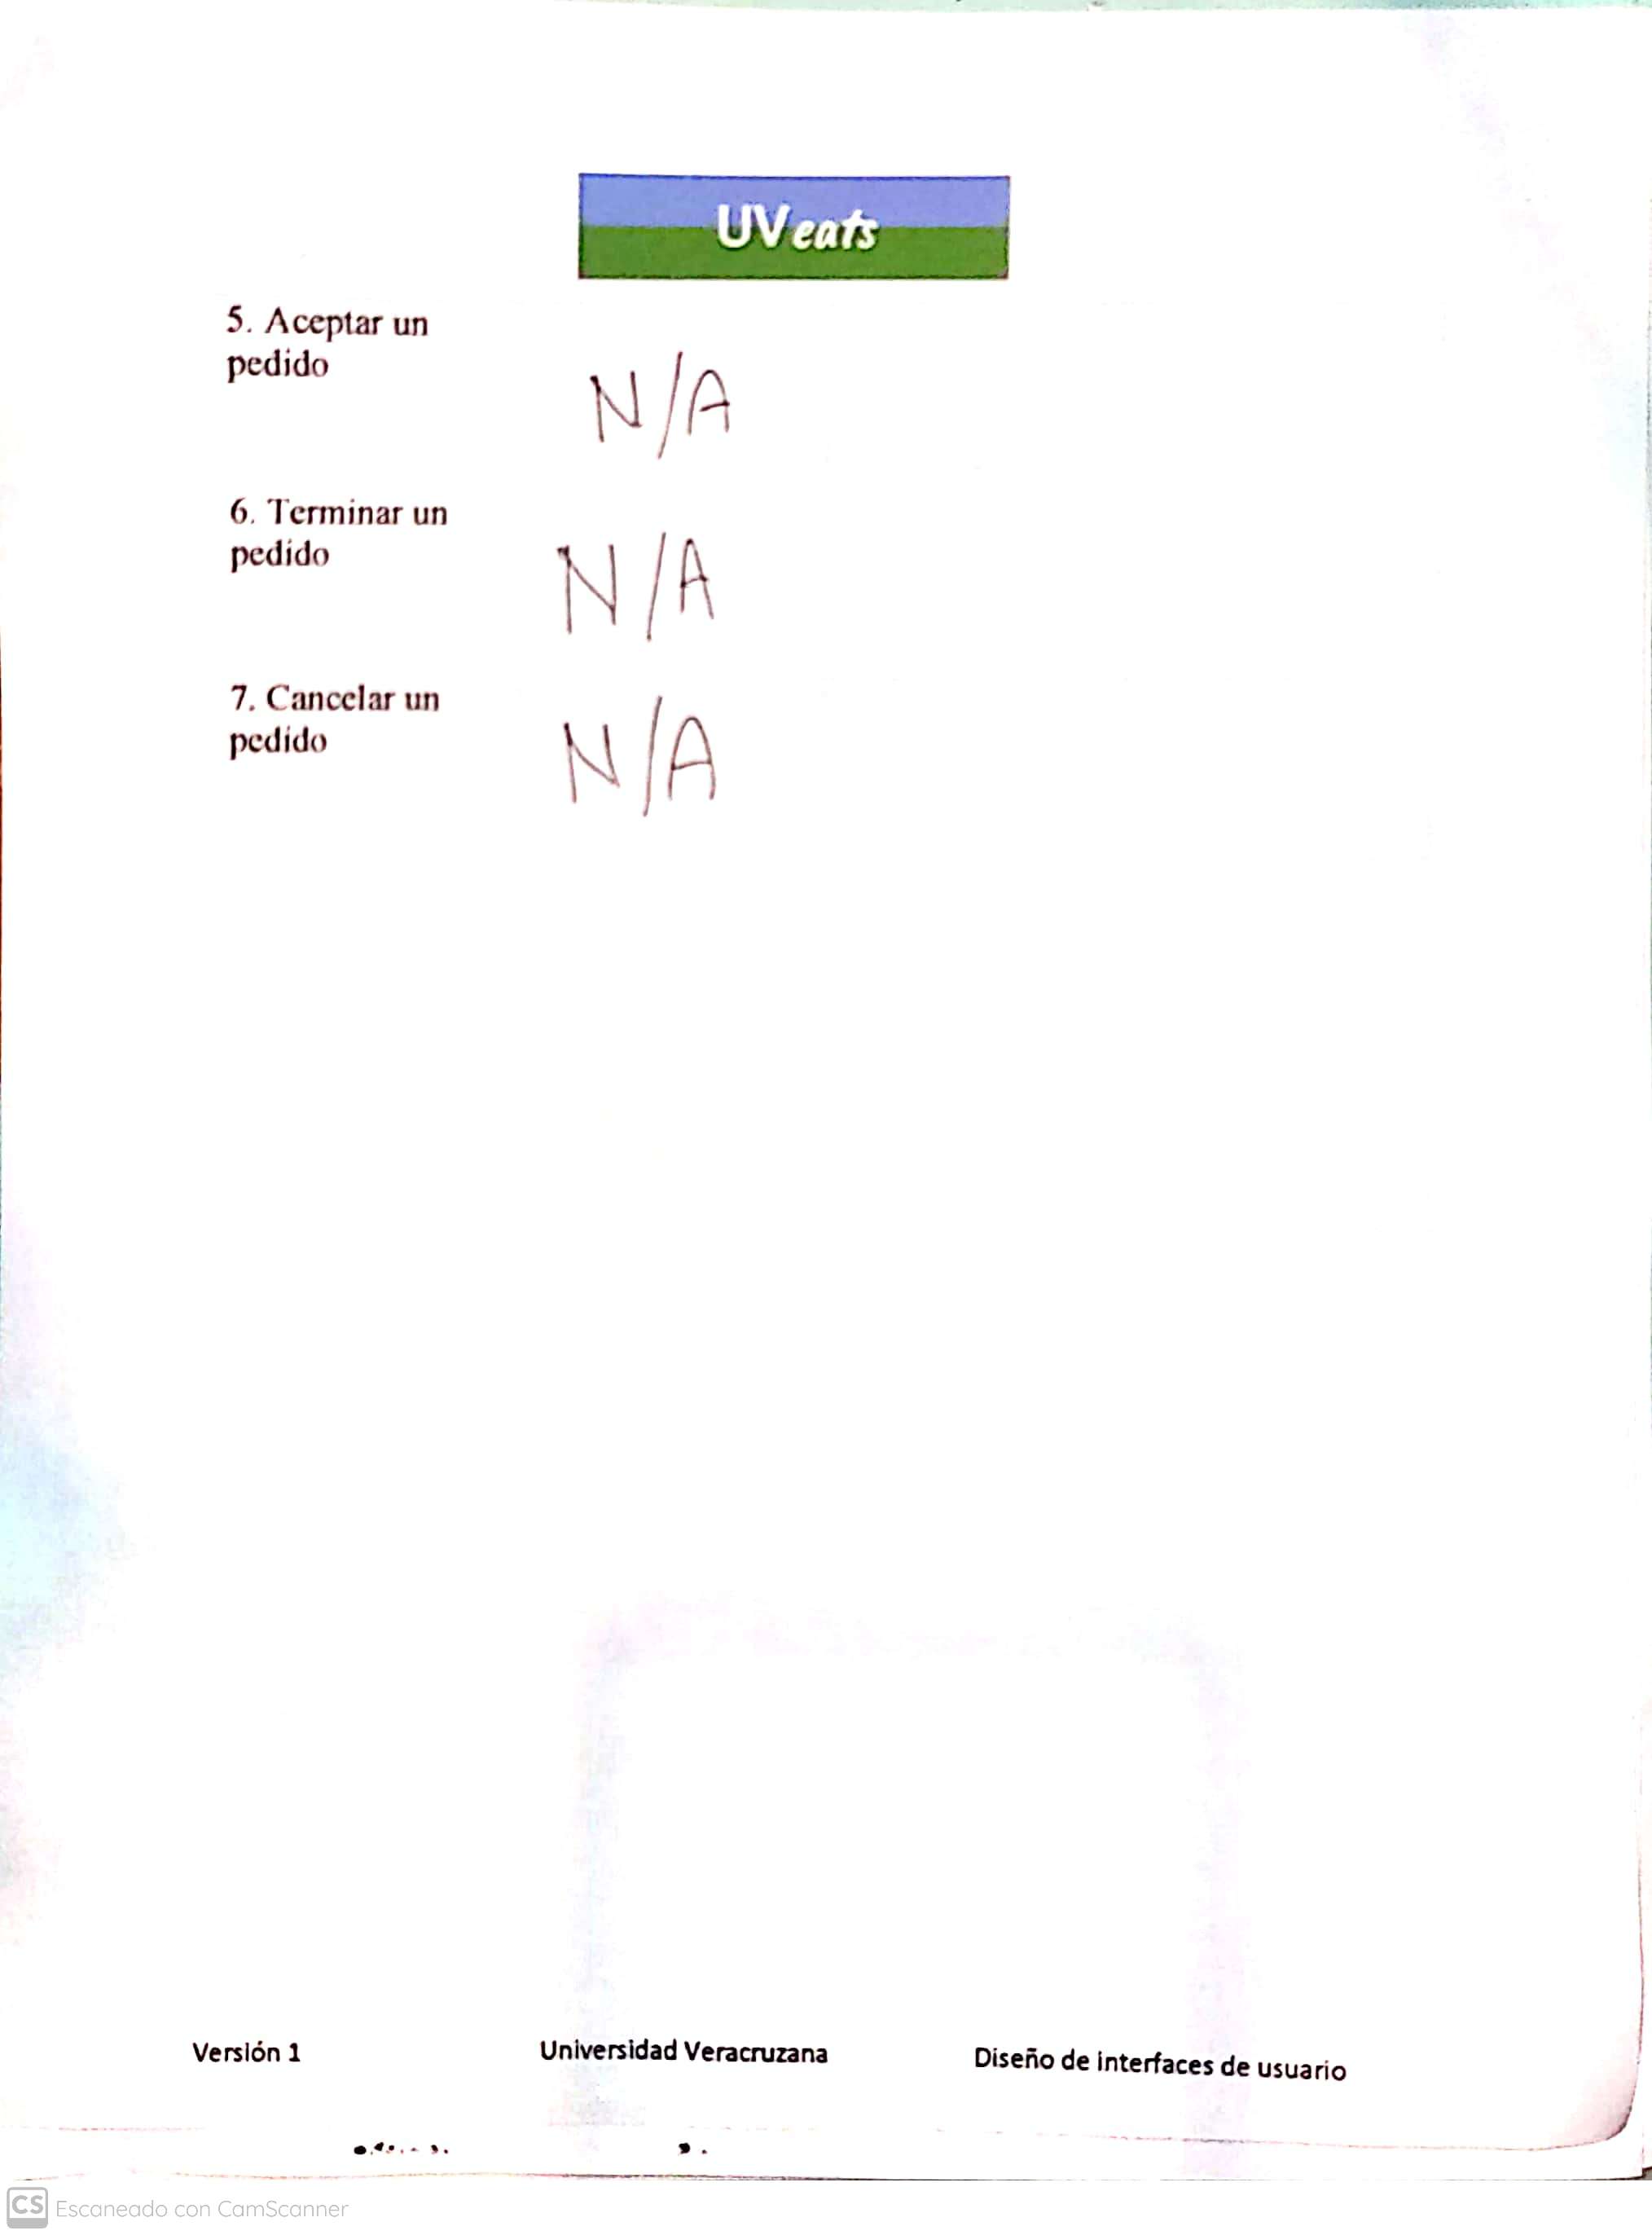 UVeats
5. Aceptar un
pedido
N/A
6. Terminar un
pedido
N/A
7. Cancelar un
pedido
N/A
Versión 1 Universidad Veracruzana Diseño de interfaces de usuario
CS Escaneado con CamScanner